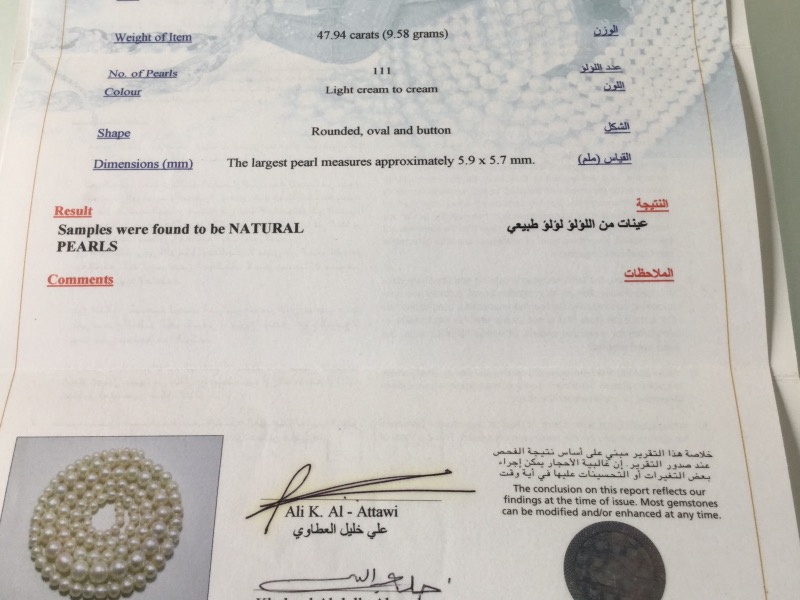 Weight of Item 47.94 carats (9.58 grams) الوزن
No. of Pearls 111 عدد اللؤلؤ
Colour Light cream to cream اللون
Shape Rounded, oval and button الشكل
Dimensions (mm) The largest pearl measures approximately 5.9 x 5.7 mm. القياس (ملم)
Result النتيجة
Samples were found to be NATURAL عينات من اللؤلؤ لؤلؤ طبيعي
PEARLS
Comments الملاحظات
خلاصة هذا التقرير مبني على أساس نتيجة الفحص
عند صدور التقرير. إن غالبية الأحجار يمكن إجراء
بعض التغيرات أو التحسينات عليها في أية وقت
The conclusion on this report reflects our
findings at the time of issue. Most gemstones
can be modified and/or enhanced at any time.
Ali K. Al - Attawi
علي خليل العطاوي